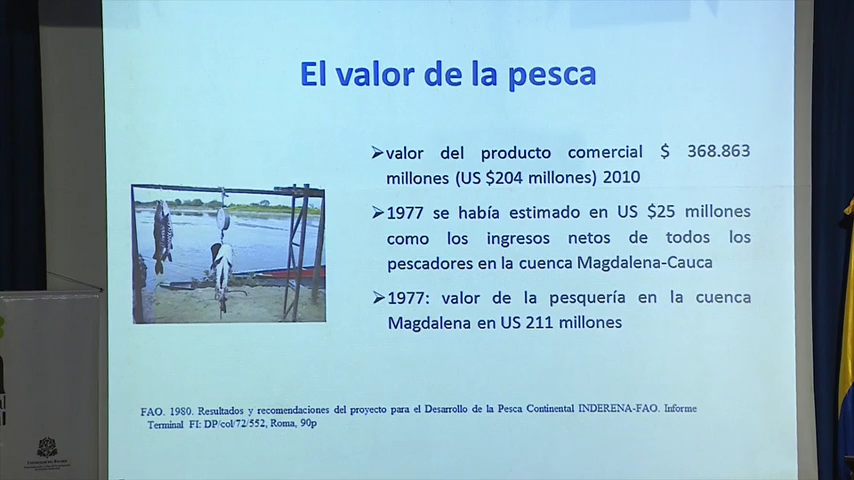 El valor de la pesca
➢valor del producto comercial $ 368.863
millones (US $204 millones) 2010
➢1977 se había estimado en US $25 millones
como los ingresos netos de todos los
pescadores en la cuenca Magdalena-Cauca
➢1977: valor de la pesquería en la cuenca
Magdalena en US 211 millones
FAO. 1980. Resultados y recomendaciones del proyecto para el Desarrollo de la Pesca Continental INDERENA-FAO. Informe
Terminal FI: DP/col/72/552, Roma, 90p